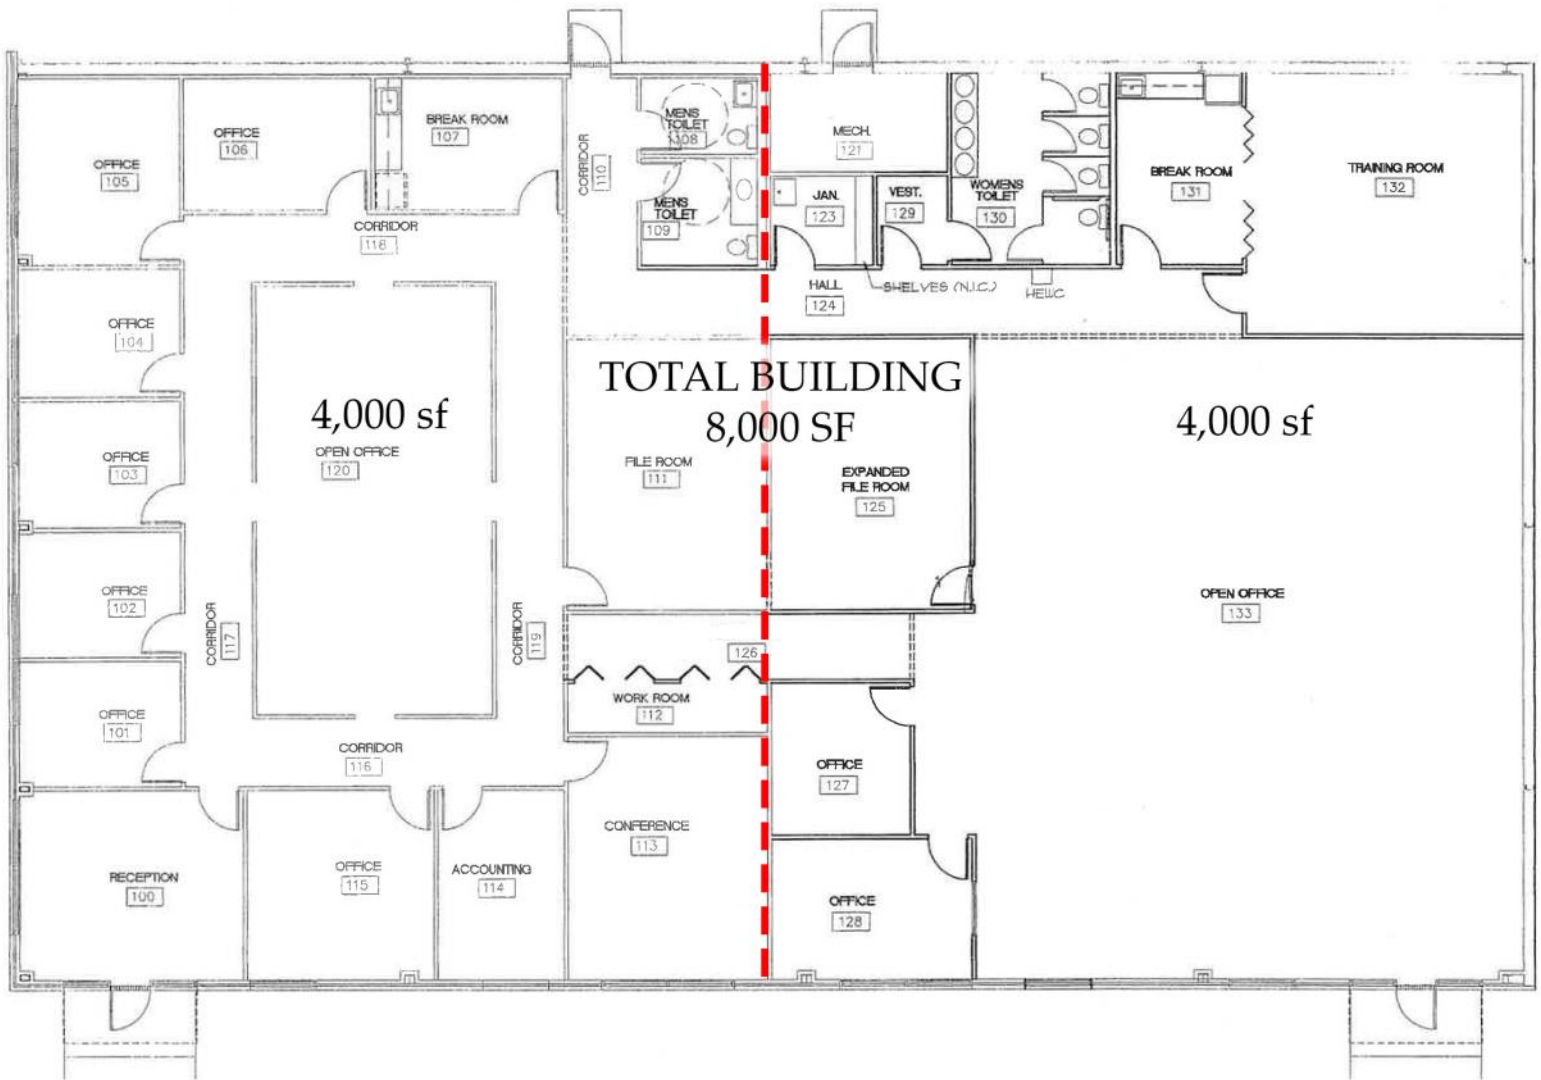 OFFICE
105
OFFICE
106
BREAK ROOM
107
CORRIDOR
110
MENS
TOILET
108
MENS
TOILET
109
MECH.
121
JAN.
123
VEST.
129
WOMENS
TOILET
130
BREAK ROOM
131
TRAINING ROOM
132
CORRIDOR
118
HALL
124
SHELVES (N.I.C.)
HEWC
OFFICE
104
TOTAL BUILDING
8,000 SF
4,000 sf
4,000 sf
OPEN OFFICE
120
OFFICE
103
FILE ROOM
111
EXPANDED
FILE ROOM
125
OFFICE
102
CORRIDOR
117
CORRIDOR
119
OPEN OFFICE
133
126
WORK ROOM
112
OFFICE
101
CORRIDOR
116
OFFICE
127
CONFERENCE
113
RECEPTION
100
OFFICE
115
ACCOUNTING
114
OFFICE
128